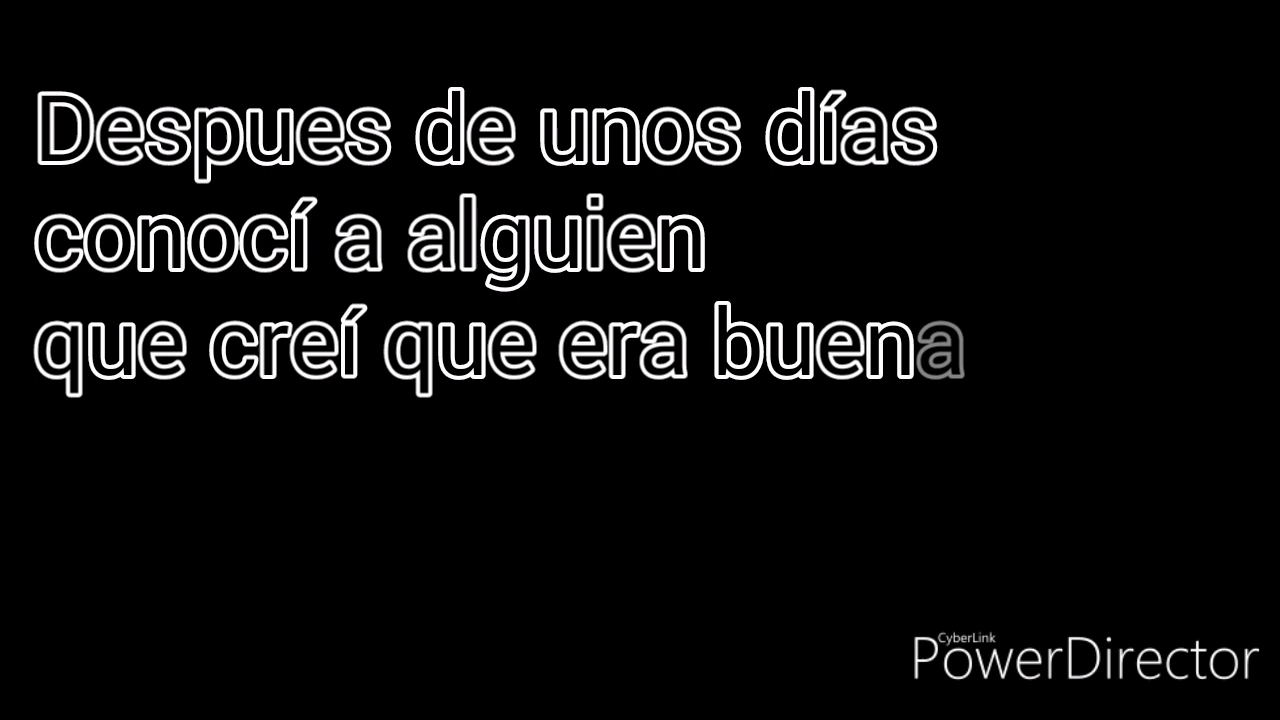 Despues de unos días
conocí a alguien
que creí que era buena
CyberLink
PowerDirector